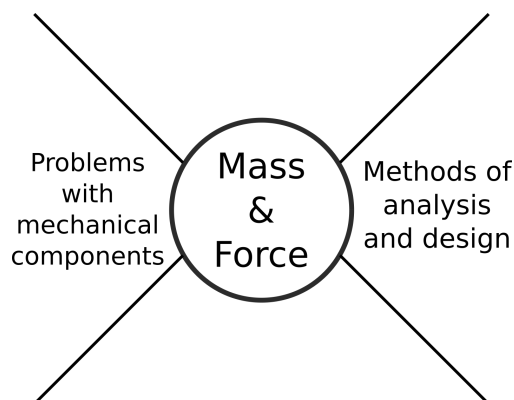 Problems
with
mechanical
components
Mass
&
Force
Methods of
analysis
and design